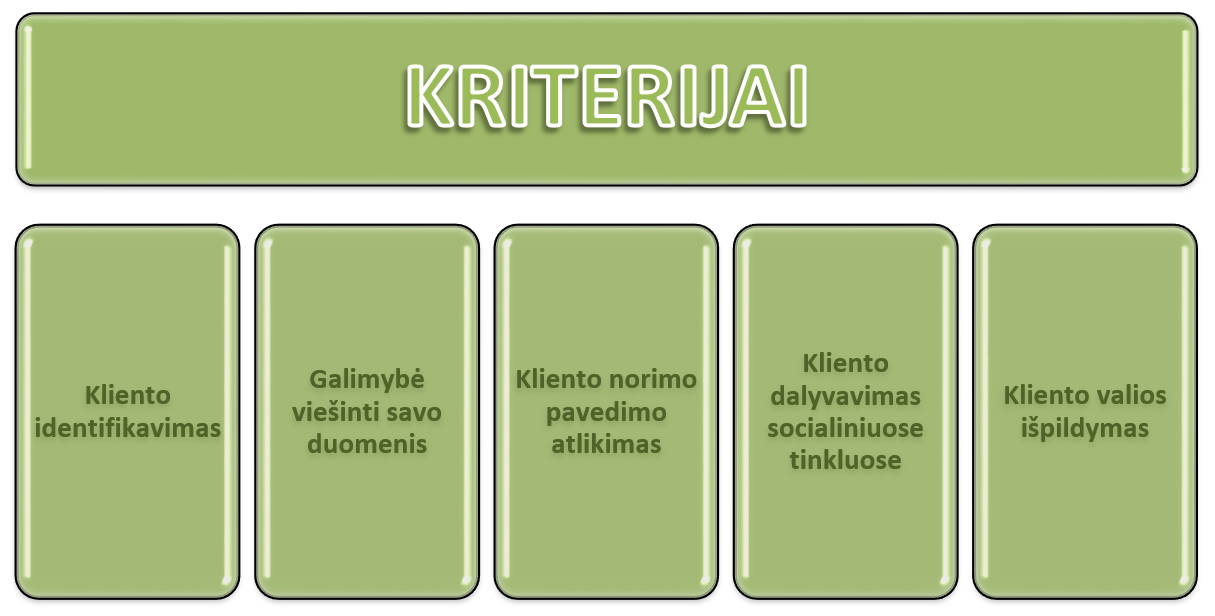 KRITERIJAI
Kliento
identifikavimas
Galimybė
viešinti savo
duomenis
Kliento norimo
pavedimo
atlikimas
Kliento
dalyvavimas
socialiniuose
tinkluose
Kliento valios
išpildymas